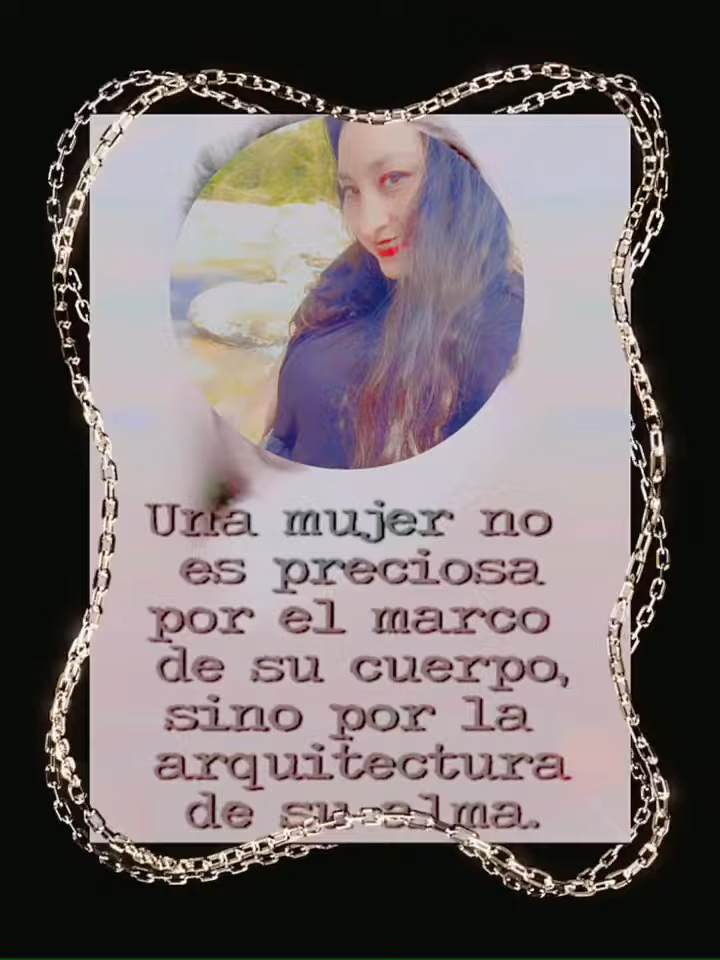 Una mujer no
es preciosa
por el marco
de su cuerpo,
sino por la
arquitectura
de su alma.